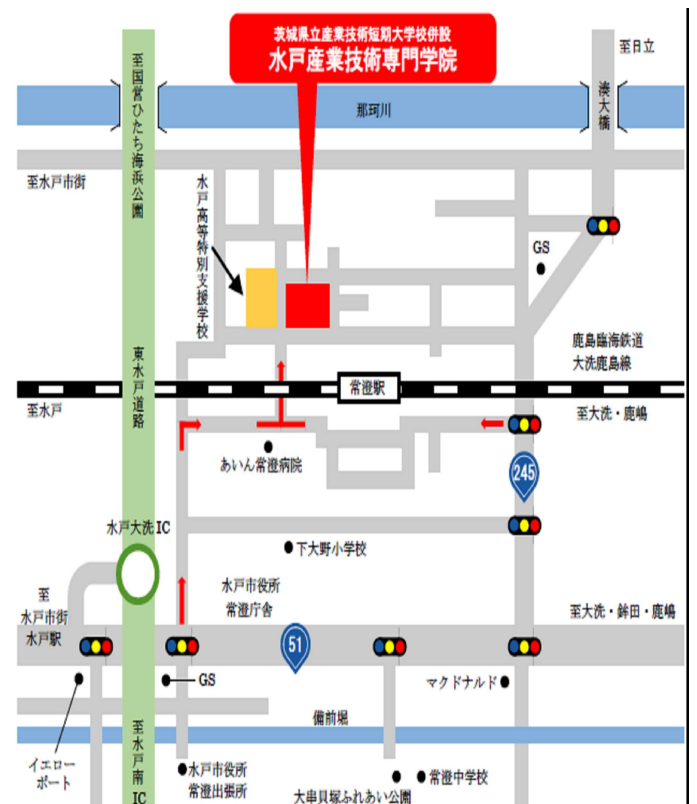 茨城県立産業技術短期大学校併設
水戸産業技術専門学院
至日立
至国営ひたち海浜公園
湊大橋
那珂川
至水戸市街
水戸高等特別支援学校
GS
東水戸道路
鹿島臨海鉄道
大洗鹿島線
常澄駅
至水戸
至大洗・鹿嶋
あいん常澄病院
245
水戸大洗IC
下大野小学校
至
水戸市街
水戸駅
水戸市役所
常澄庁舎
至大洗・鉾田・鹿嶋
51
GS
マクドナルド
備前堀
至水戸南IC
イエロー
ポート
水戸市役所
常澄出張所
常澄中学校
大串貝塚ふれあい公園